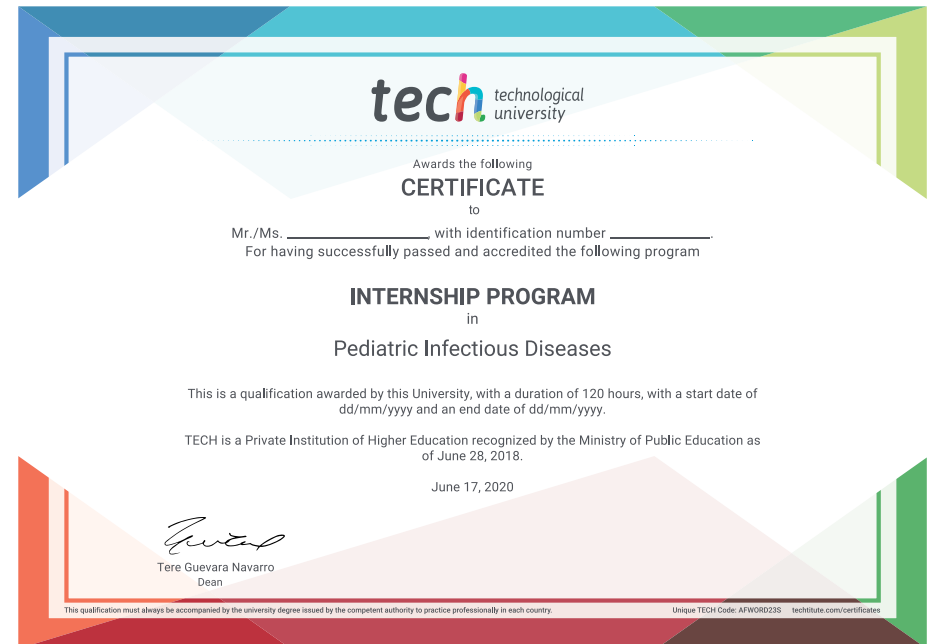 tech technological
university
Awards the following
CERTIFICATE
to
Mr./Ms. ____________________, with identification number ______________.
For having successfully passed and accredited the following program
INTERNSHIP PROGRAM
in
Pediatric Infectious Diseases
This is a qualification awarded by this University, with a duration of 120 hours, with a start date of
dd/mm/yyyy and an end date of dd/mm/yyyy.
TECH is a Private Institution of Higher Education recognized by the Ministry of Public Education as
of June 28, 2018.
June 17, 2020
Tere Guevara Navarro
Dean
This qualification must always be accompanied by the university degree issued by the competent authority to practice professionally in each country.
Unique TECH Code: AFWORD23S techtitute.com/certificates